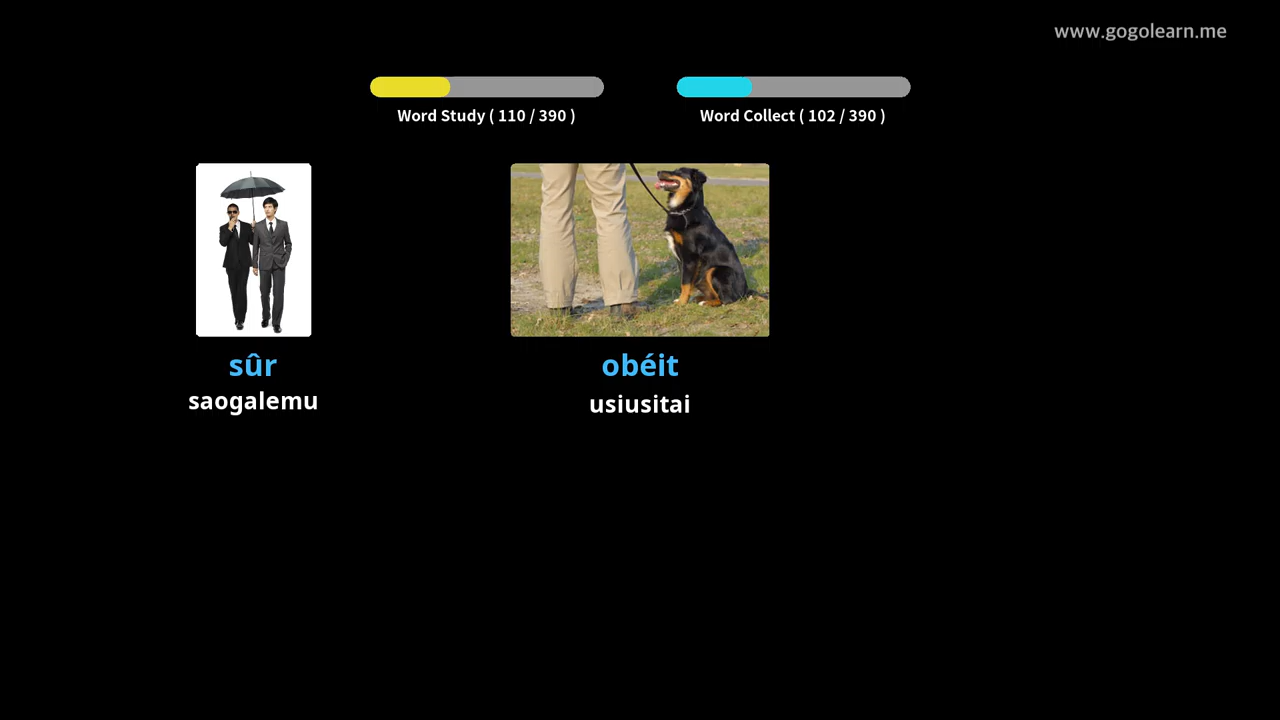 www.gogolearn.me
Word Study ( 110 / 390 )
Word Collect ( 102 / 390 )
sûr
saogalemu
obéit
usiusitai